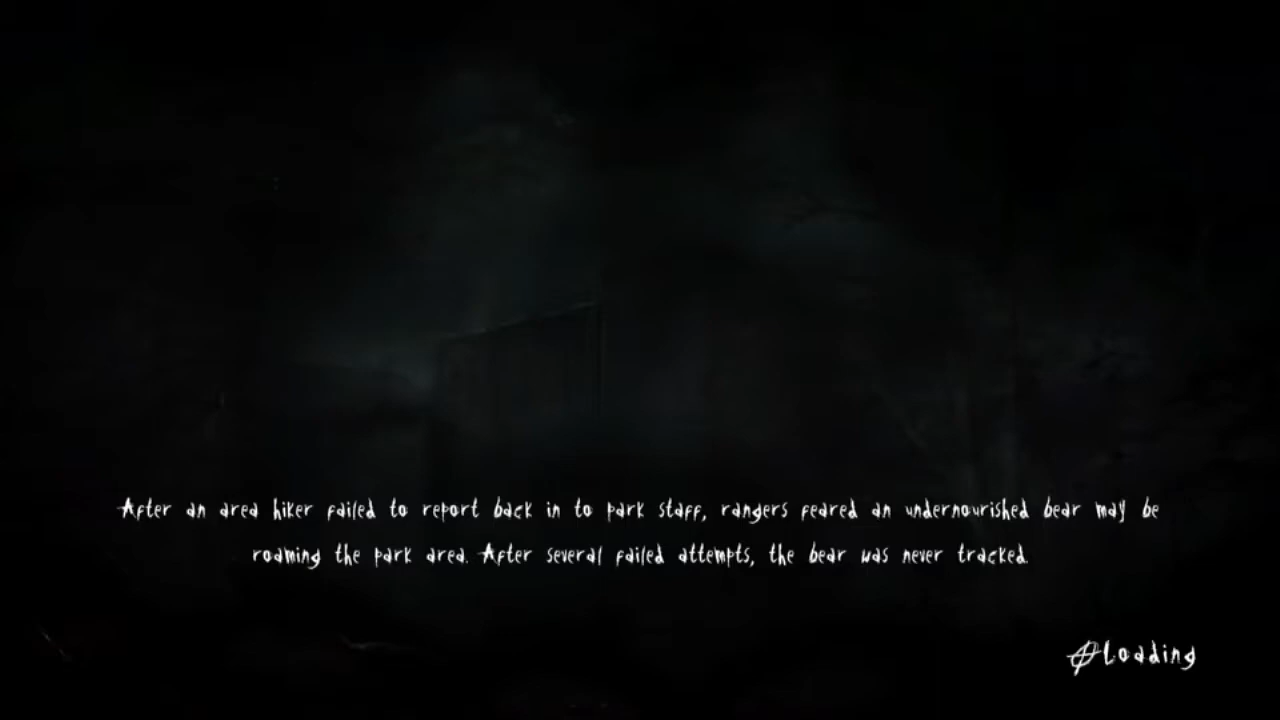 After an area hiker failed to report back in to park staff, rangers feared an undernourished bear may be
roaming the park area. After several failed attempts, the bear was never tracked.
Loading